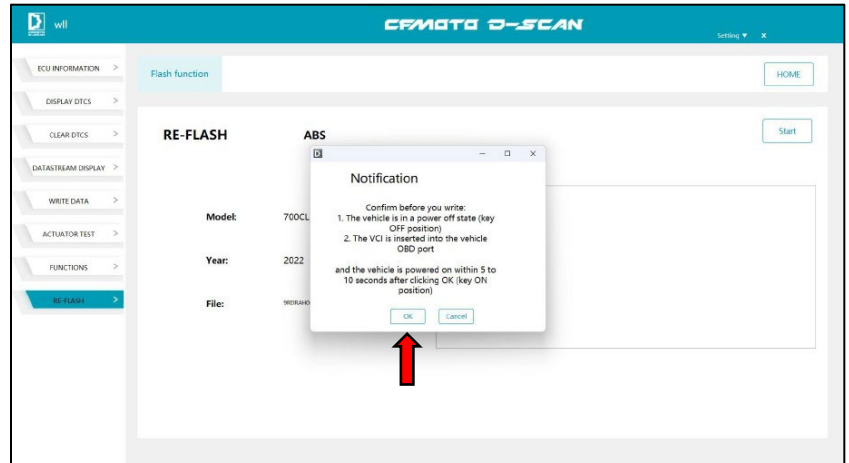 wll
CFMOTO D-SCAN
Setting ▼ X
ECU INFORMATION >
DISPLAY DTCS >
CLEAR DTCS >
DATASTREAM DISPLAY >
WRITE DATA >
ACTUATOR TEST >
FUNCTIONS >
RE-FLASH >
Flash function
HOME
RE-FLASH ABS
Start
Model: 700CL
Year: 2022
File:
Notification
Confirm before you write:
1. The vehicle is in a power off state (key
OFF position)
2. The VCI is inserted into the vehicle
OBD port
and the vehicle is powered on within 5 to
10 seconds after clicking OK (key ON
position)
OK Cancel